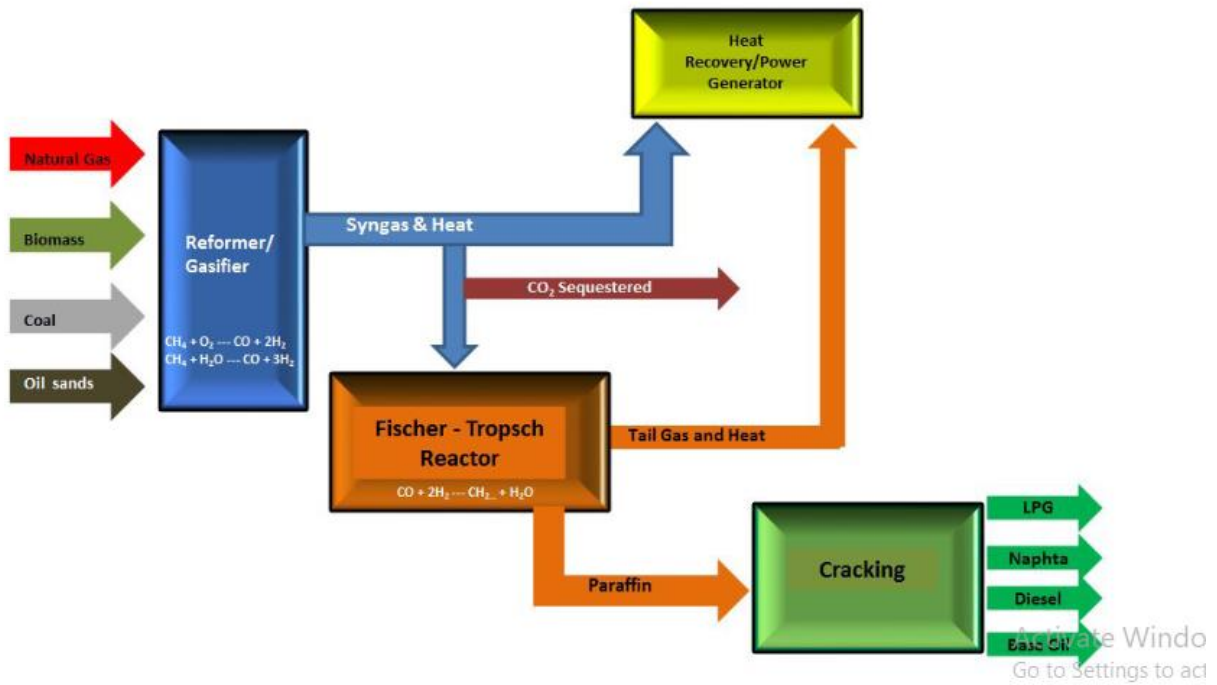 Heat
Recovery/Power
Generator
Natural Gas
Biomass
Coal
Oil sands
Reformer/
Gasifier
CH₄ + O₂ --- CO + 2H₂
CH₄ + H₂O --- CO + 3H₂
Syngas & Heat
CO₂ Sequestered
Fischer - Tropsch
Reactor
CO + 2H₂ --- CH₂_ + H₂O
Tail Gas and Heat
Paraffin
Cracking
LPG
Naphta
Diesel
Base Oil
Activate Windo
Go to Settings to act